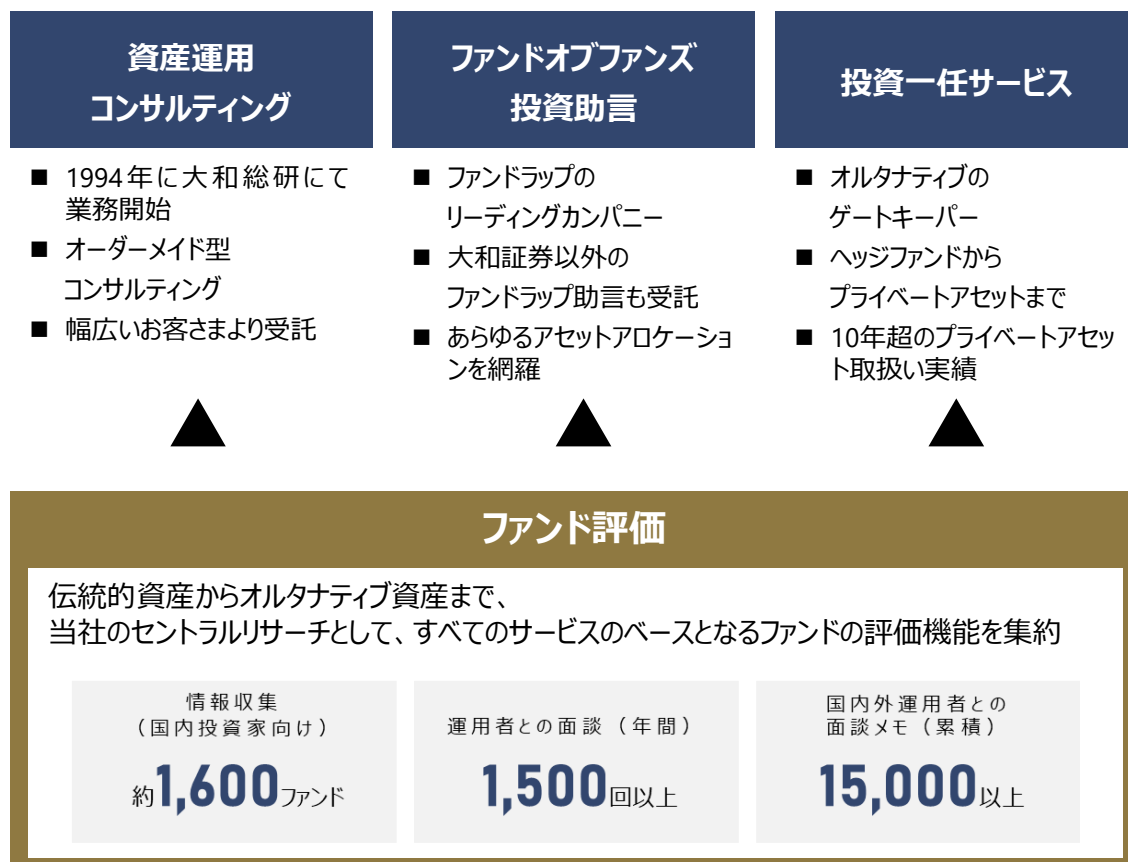 資産運用
コンサルティング
■ 1994年に大和総研にて
業務開始
■ オーダーメイド型
コンサルティング
■ 幅広いお客さまより受託
ファンドオブファンズ
投資助言
■ ファンドラップの
リーディングカンパニー
■ 大和証券以外の
ファンドラップ助言も受託
■ あらゆるアセットアロケーショ
ンを網羅
投資一任サービス
■ オルタナティブの
ゲートキーパー
■ ヘッジファンドから
プライベートアセットまで
■ 10年超のプライベートアセッ
ト取扱い実績
ファンド評価
伝統的資産からオルタナティブ資産まで、
当社のセントラルリサーチとして、すべてのサービスのベースとなるファンドの評価機能を集約
情報収集
（国内投資家向け）
約1,600ファンド
運用者との面談（年間）
1,500回以上
国内外運用者との
面談メモ（累積）
15,000以上